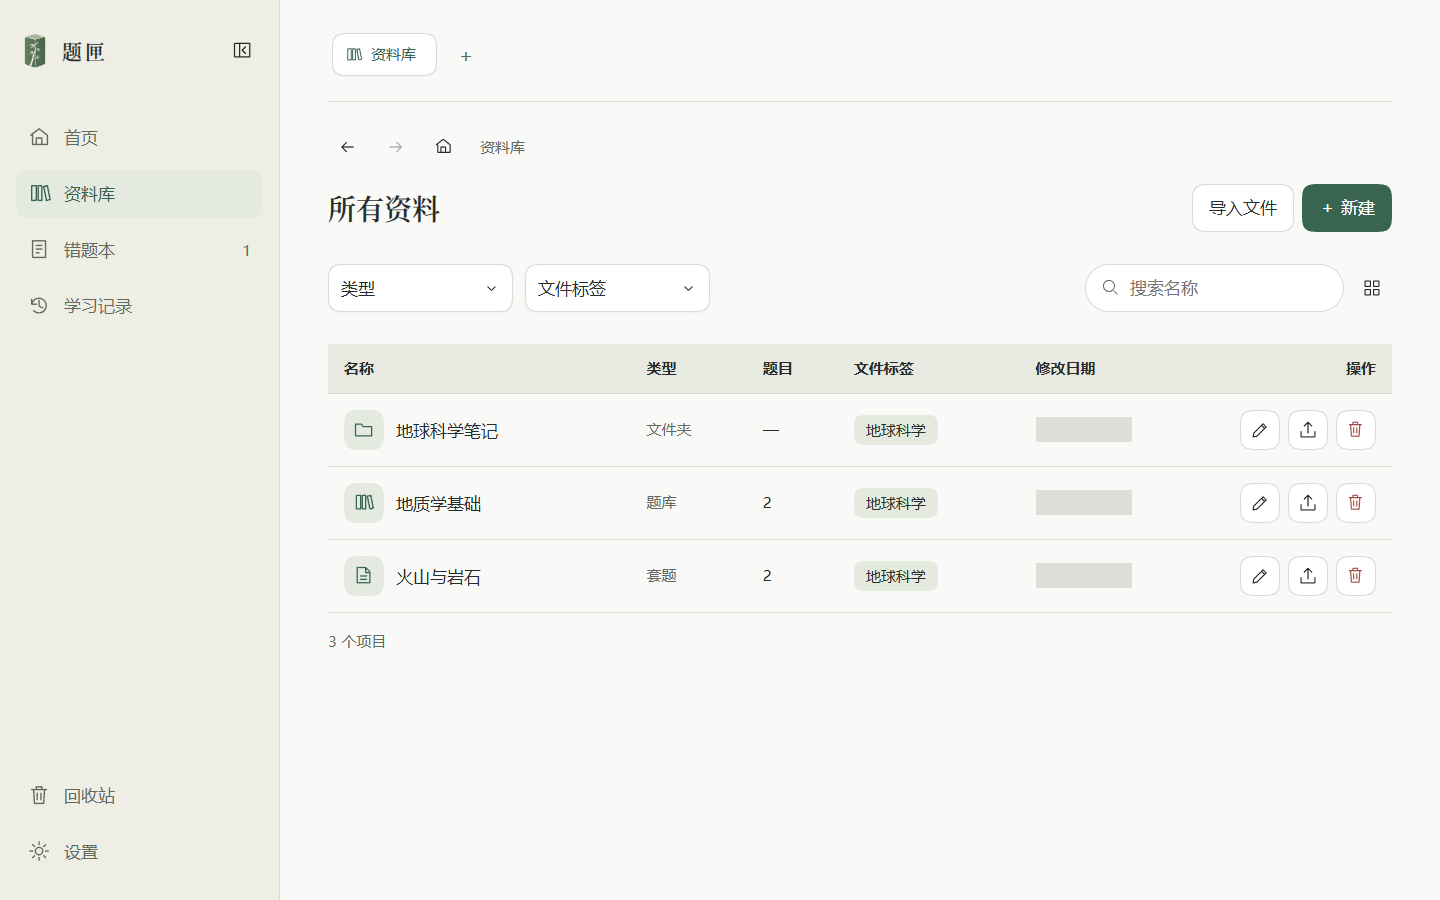 题匣
首页
资料库
错题本 1
学习记录
回收站
设置
资料库 +
资料库
所有资料
导入文件
+ 新建
类型
文件标签
搜索名称
名称 类型 题目 文件标签 修改日期 操作
地球科学笔记 文件夹 — 地球科学
地质学基础 题库 2 地球科学
火山与岩石 套题 2 地球科学
3 个项目